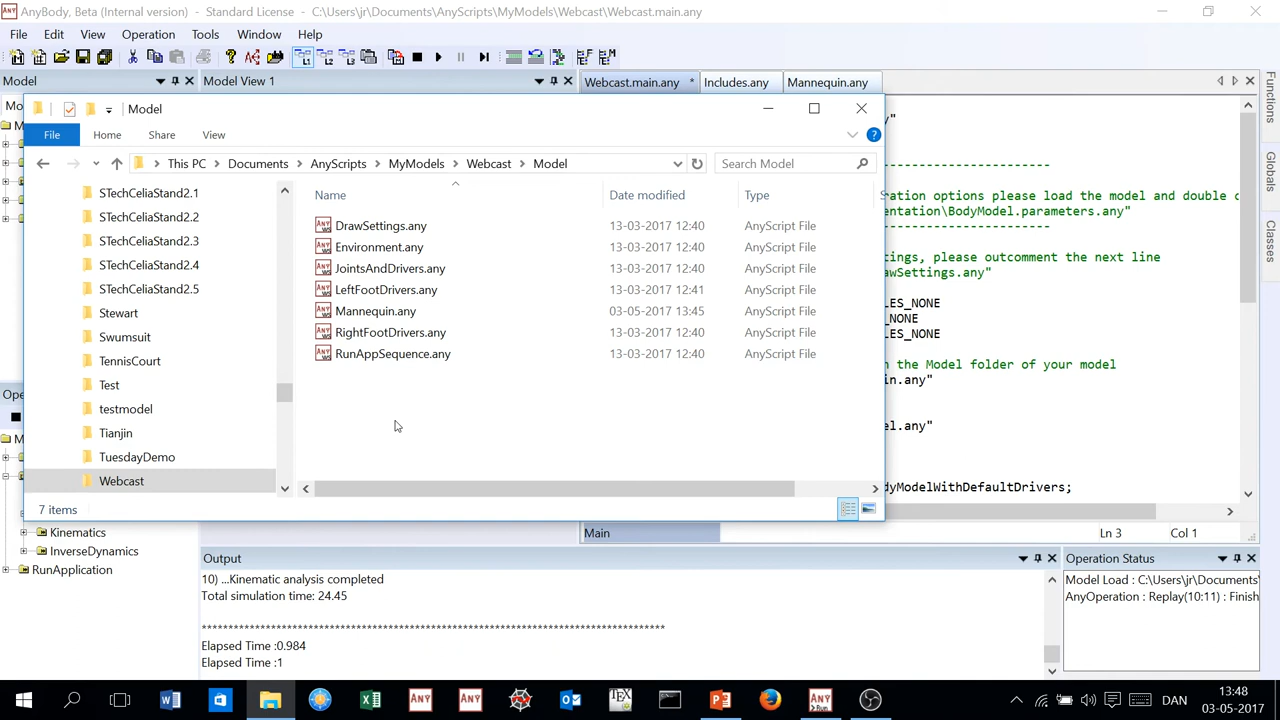 AnyBody, Beta (Internal version) - Standard License - C:\Users\jr\Documents\AnyScripts\MyModels\Webcast\Webcast.main.any
File Edit View Operation Tools Window Help
Model
Model View 1
Webcast.main.any * Includes.any Mannequin.any
Functions
Globals
Classes
Model
File Home Share View
This PC > Documents > AnyScripts > MyModels > Webcast > Model
Search Model
STechCeliaStand2.1
STechCeliaStand2.2
STechCeliaStand2.3
STechCeliaStand2.4
STechCeliaStand2.5
Stewart
Swumsuit
TennisCourt
Test
testmodel
Tianjin
TuesdayDemo
Webcast
Name Date modified Type
DrawSettings.any 13-03-2017 12:40 AnyScript File
Environment.any 13-03-2017 12:40 AnyScript File
JointsAndDrivers.any 13-03-2017 12:40 AnyScript File
LeftFootDrivers.any 13-03-2017 12:41 AnyScript File
Mannequin.any 03-05-2017 13:45 AnyScript File
RightFootDrivers.any 13-03-2017 12:40 AnyScript File
RunAppSequence.any 13-03-2017 12:40 AnyScript File
7 items
y"
---------------------
ation options please load the model and double c
entation\BodyModel.parameters.any"
---------------------
tings, please outcomment the next line
awSettings.any"
LES_NONE
_NONE
LES_NONE
n the Model folder of your model
in.any"
el.any"
dyModelWithDefaultDrivers;
Main
Ln 3 Col 1
Kinematics
InverseDynamics
RunApplication
Output
10) ...Kinematic analysis completed
Total simulation time: 24.45
Elapsed Time :0.984
Elapsed Time :1
Operation Status
Model Load : C:\Users\jr\Documents
AnyOperation : Replay(10:11) : Finish
DAN
13:48
03-05-2017